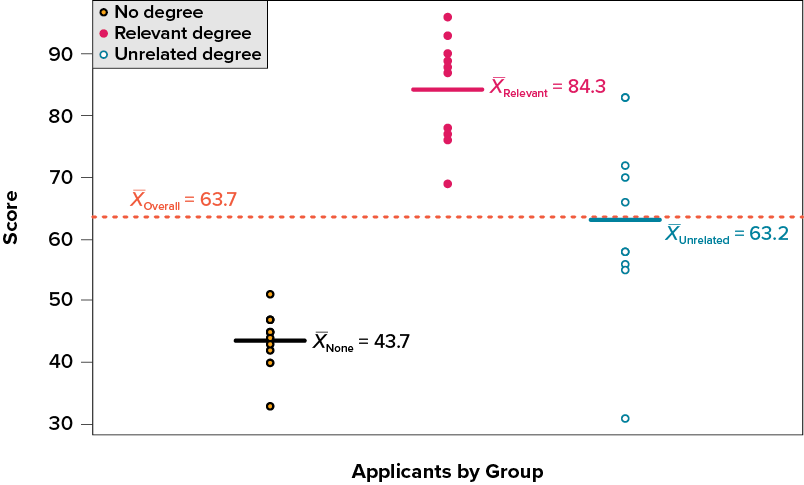 No degree
Relevant degree
Unrelated degree
90
80
70
60
50
40
30
Score
X̅Relevant = 84.3
X̅Overall = 63.7
X̅Unrelated = 63.2
X̅None = 43.7
Applicants by Group